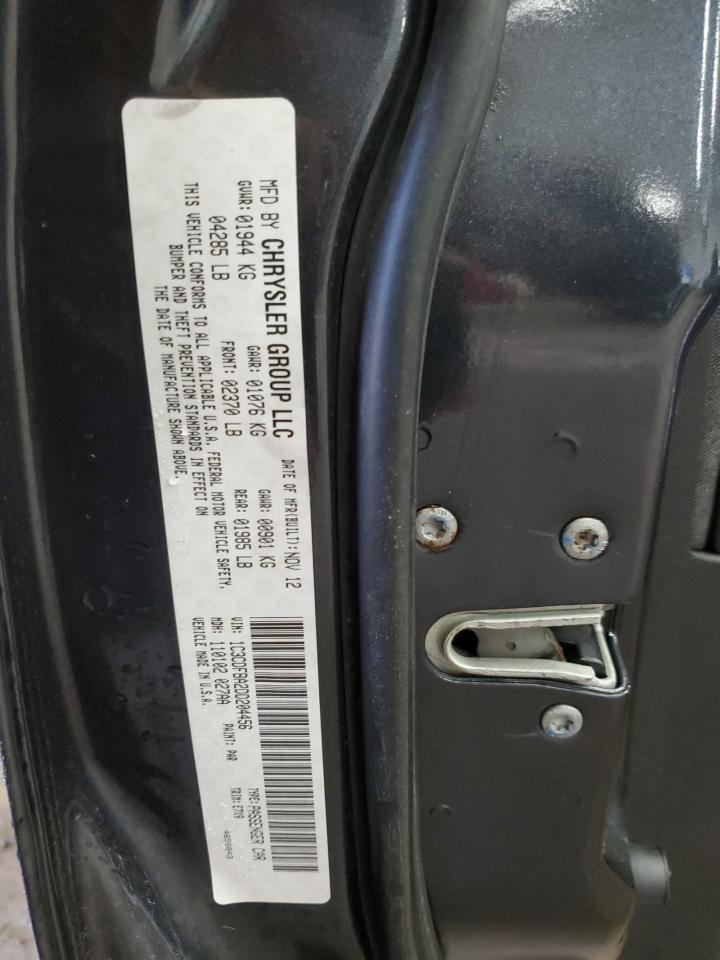 MFD BY CHRYSLER GROUP LLC
DATE OF MFR(BUILT): NOV 12
GVWR: 01944 KG
GAWR: 01076 KG
GAWR: 00901 KG
04285 LB
FRONT: 02370 LB
REAR: 01985 LB
THIS VEHICLE CONFORMS TO ALL APPLICABLE U.S.A. FEDERAL MOTOR VEHICLE SAFETY,
BUMPER AND THEFT PREVENTION STANDARDS IN EFFECT ON
THE DATE OF MANUFACTURE SHOWN ABOVE.
VIN: 1C3CDFBA2DD204456
TYPE: PASSENGER CAR
MDH: 110102 027AA
PAINT: PAR
TRIM: E7X9
VEHICLE MADE IN U.S.A.